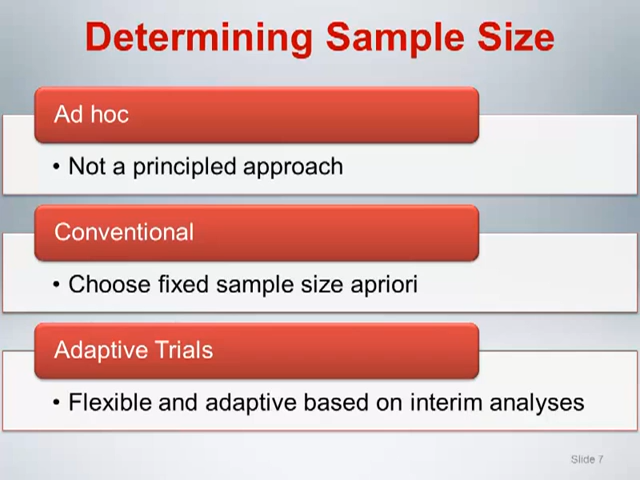 Determining Sample Size
Ad hoc
• Not a principled approach
Conventional
• Choose fixed sample size apriori
Adaptive Trials
• Flexible and adaptive based on interim analyses
Slide 7